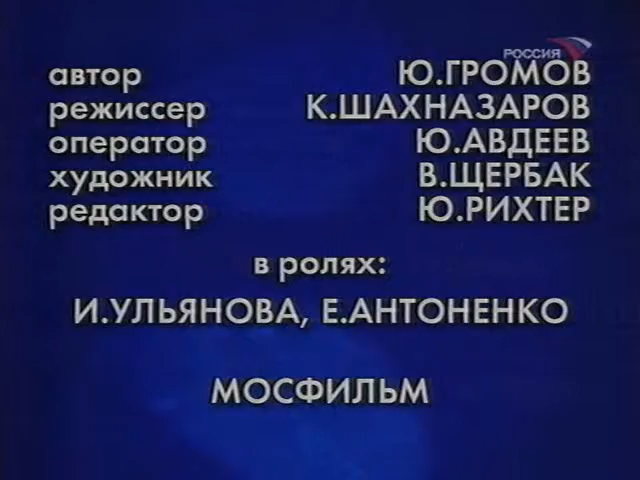 РОССИЯ
автор Ю.ГРОМОВ
режиссер К.ШАХНАЗАРОВ
оператор Ю.АВДЕЕВ
художник В.ЩЕРБАК
редактор Ю.РИХТЕР
в ролях:
И.УЛЬЯНОВА, Е.АНТОНЕНКО
МОСФИЛЬМ